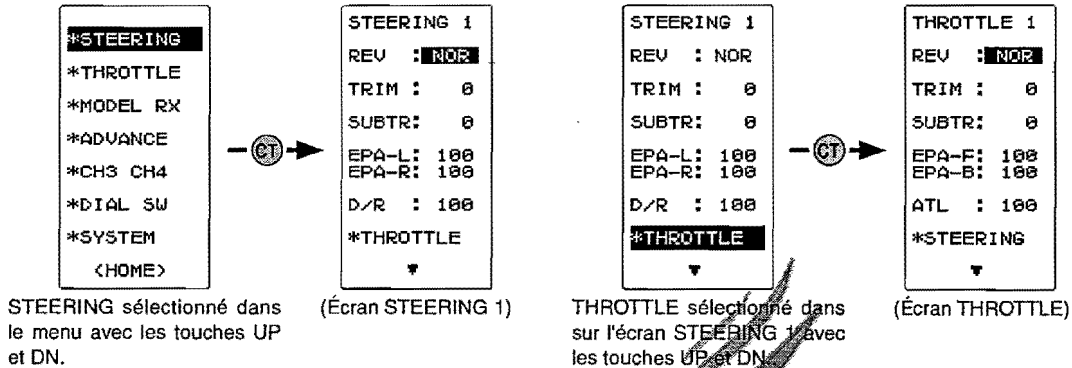 *STEERING
*THROTTLE
*MODEL RX
*ADVANCE
*CH3 CH4
*DIAL SW
*SYSTEM
<HOME>
CT
STEERING 1
REV : NOR
TRIM : 0
SUBTR: 0
EPA-L: 100
EPA-R: 100
D/R : 100
*THROTTLE
▼
STEERING sélectionné dans
le menu avec les touches UP
et DN.
(Écran STEERING 1)
STEERING 1
REV : NOR
TRIM : 0
SUBTR: 0
EPA-L: 100
EPA-R: 100
D/R : 100
*THROTTLE
▼
CT
THROTTLE 1
REV : NOR
TRIM : 0
SUBTR: 0
EPA-F: 100
EPA-B: 100
ATL : 100
*STEERING
▼
THROTTLE sélectionné dans
sur l'écran STEERING 1 avec
les touches UP et DN.
(Écran THROTTLE)